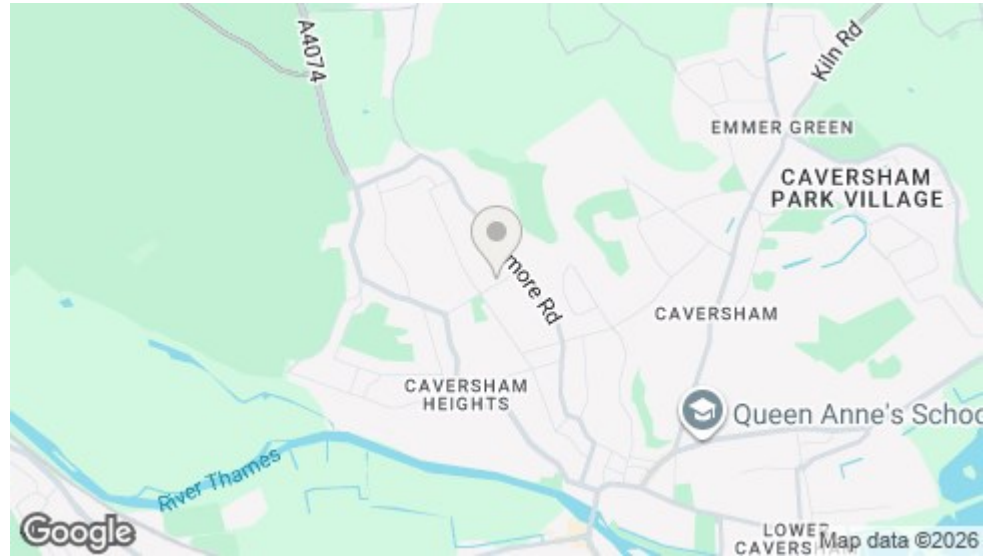 A4074
Kiln Rd
EMMER GREEN
CAVERSHAM
PARK VILLAGE
more Rd
CAVERSHAM
CAVERSHAM
HEIGHTS
Queen Anne's Schoo
River Thames
LOWER
CAVERSHAM
Google
Map data ©2026